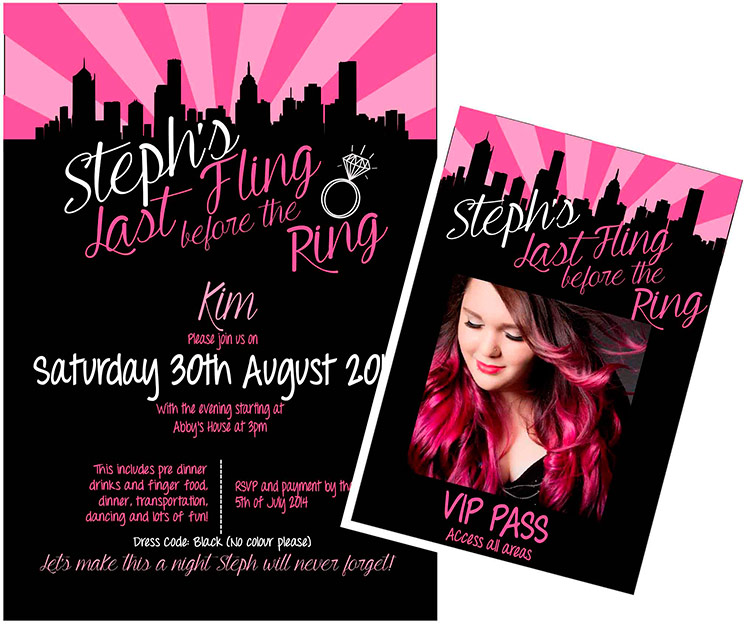 Steph's
Last Fling
before the
Ring
Kim
Please join us on
Saturday 30th August
With the evening starting at
Abby's House at 3pm
This includes pre dinner
drinks and finger food,
dinner, transportation,
dancing and lots of fun!
RSVP and payment by the
5th of July 2014
Dress Code: Black (No colour please)
Let's make this a night Steph will never forget!
Steph's
Last Fling
before the
Ring
VIP PASS
Access all areas